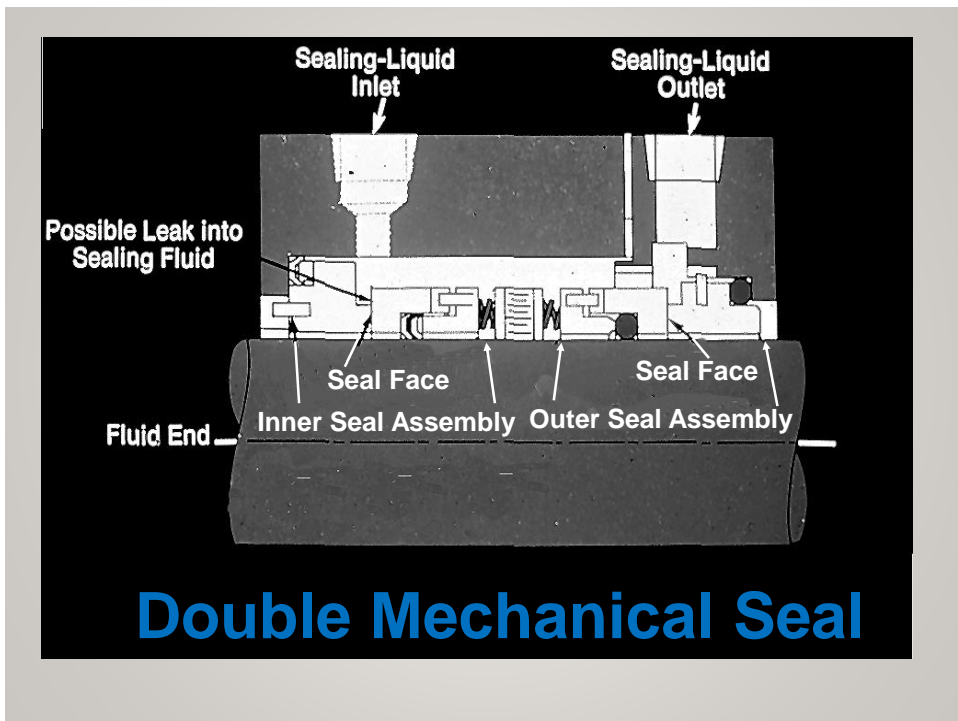 Sealing-Liquid
Inlet
Sealing-Liquid
Outlet
Possible Leak into
Sealing Fluid
Seal Face
Seal Face
Inner Seal Assembly
Outer Seal Assembly
Fluid End
Double Mechanical Seal